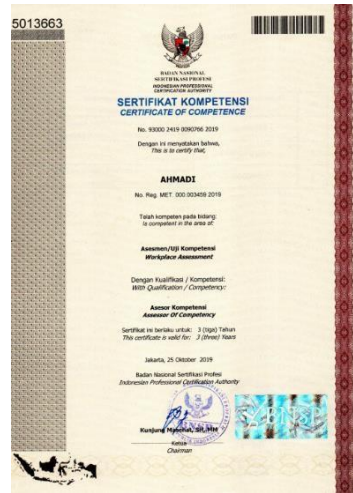 5013663
BADAN NASIONAL
SERTIFIKASI PROFESI
INDONESIAN PROFESSIONAL
CERTIFICATION AUTHORITY
SERTIFIKAT KOMPETENSI
CERTIFICATE OF COMPETENCE
No. 93000 2419 0090766 2019
Dengan ini menyatakan bahwa,
This is to certify that,
AHMADI
No. Reg. MET. 000.003459 2019
Telah kompeten pada bidang:
Is competent in the area of:
Asesmen/Uji Kompetensi
Workplace Assessment
Dengan Kualifikasi / Kompetensi:
With Qualification / Competency:
Asesor Kompetensi
Assessor Of Competency
Sertifikat ini berlaku untuk: 3 (tiga) Tahun
This certificate is valid for: 3 (three) Years
Jakarta, 25 Oktober 2019
Badan Nasional Sertifikasi Profesi
Indonesian Professional Certification Authority
BNSP
Kunjung
Ketua
Chairman